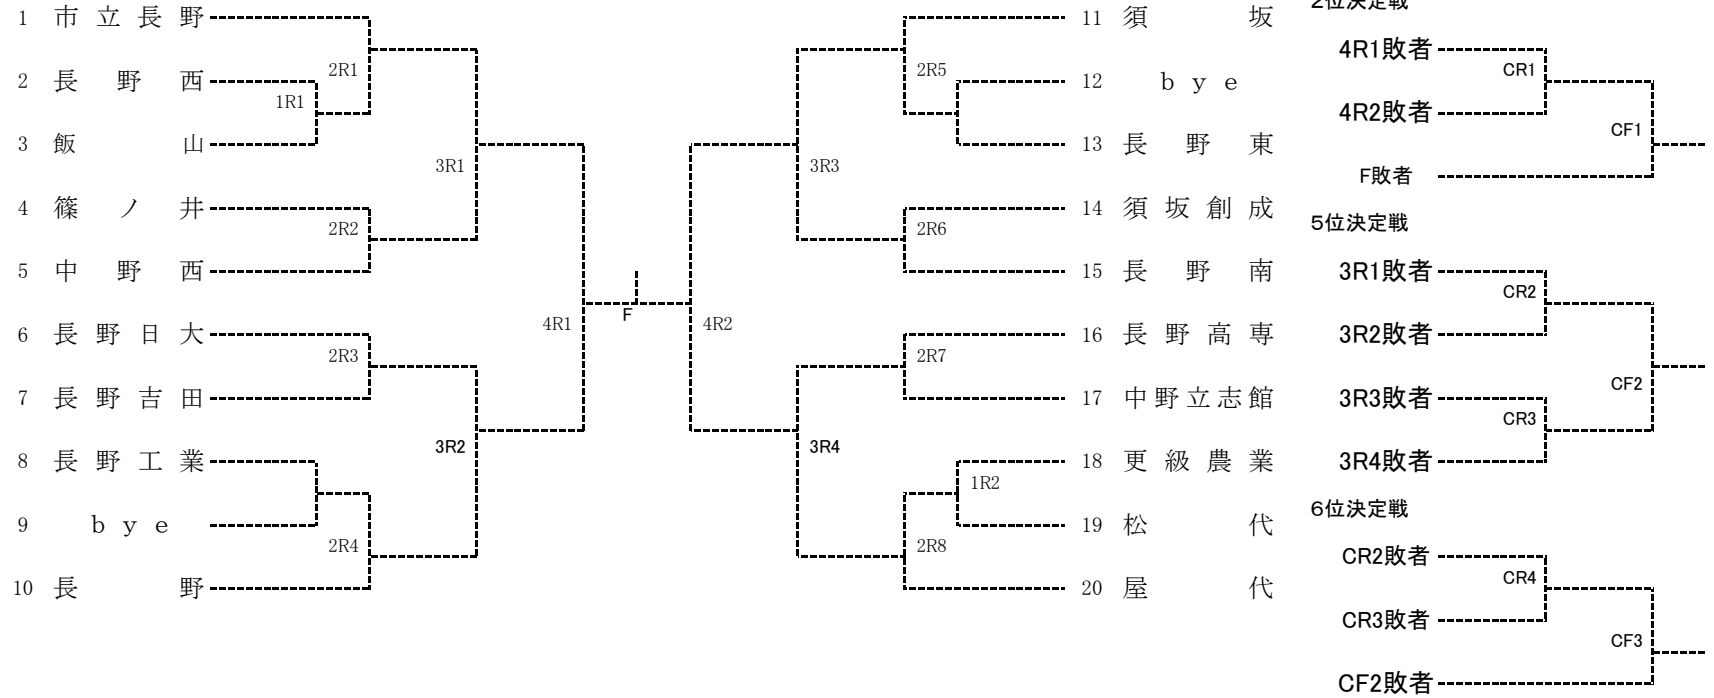 1 市立長野
2 長野西
3 飯山
4 篠ノ井
5 中野西
6 長野日大
7 長野吉田
8 長野工業
9 ｂｙｅ
10 長野
1R1
2R1
2R2
2R3
2R4
3R1
3R2
4R1
F
4R2
3R3
3R4
2R5
2R6
2R7
1R2
2R8
11 須坂
12 ｂｙｅ
13 長野東
14 須坂創成
15 長野南
16 長野高専
17 中野立志館
18 更級農業
19 松代
20 屋代
2位決定戦
4R1敗者
CR1
4R2敗者
CF1
F敗者
5位決定戦
3R1敗者
CR2
3R2敗者
CF2
3R3敗者
CR3
3R4敗者
6位決定戦
CR2敗者
CR4
CR3敗者
CF3
CF2敗者